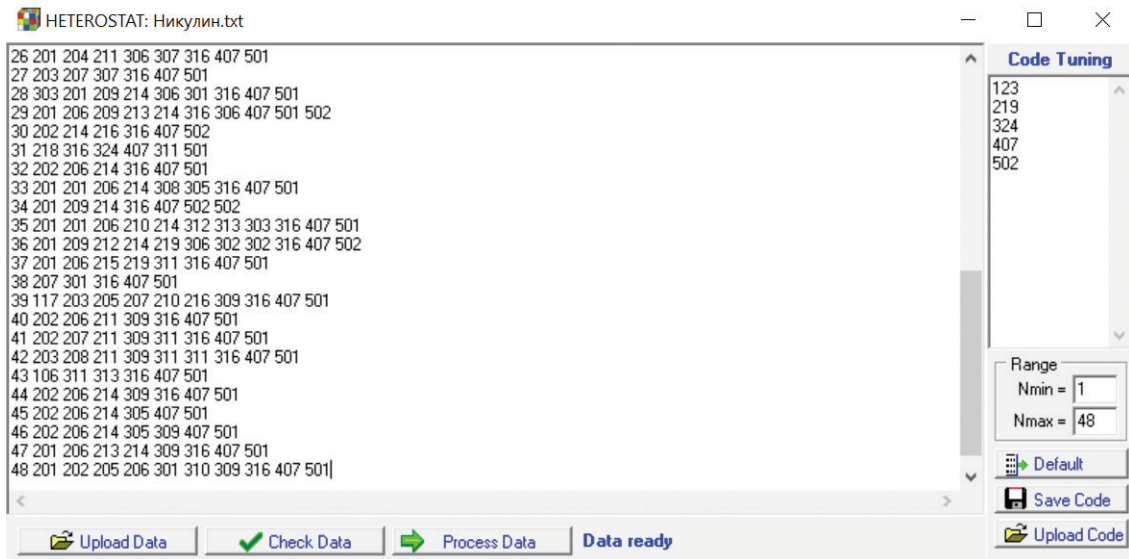 HETEROSTAT: Никулин.txt
26 201 204 211 306 307 316 407 501
27 203 207 307 316 407 501
28 303 201 209 214 306 301 316 407 501
29 201 206 209 213 214 316 306 407 501 502
30 202 214 216 316 407 502
31 218 316 324 407 311 501
32 202 206 214 316 407 501
33 201 201 206 214 308 305 316 407 501
34 201 209 214 316 407 502 502
35 201 201 206 210 214 312 313 303 316 407 501
36 201 209 212 214 219 306 302 302 316 407 502
37 201 206 215 219 311 316 407 501
38 207 301 316 407 501
39 117 203 205 207 210 216 309 316 407 501
40 202 206 211 309 316 407 501
41 202 207 211 309 311 316 407 501
42 203 208 211 309 311 311 316 407 501
43 106 311 313 316 407 501
44 202 206 214 309 316 407 501
45 202 206 214 305 407 501
46 202 206 214 305 309 407 501
47 201 206 213 214 309 316 407 501
48 201 202 205 206 301 310 309 316 407 501
Code Tuning
123
219
324
407
502
Range
Nmin = 1
Nmax = 48
Default
Save Code
Upload Code
Upload Data
Check Data
Process Data
Data ready